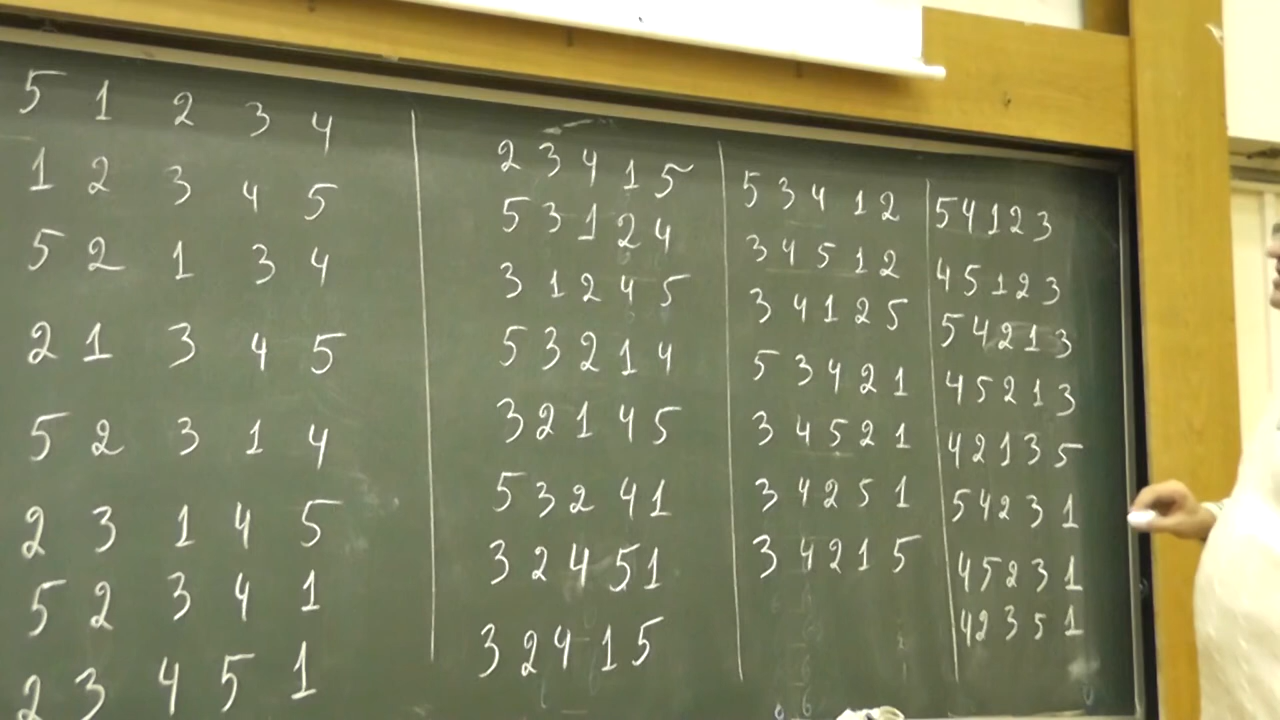 5 1 2 3 4
1 2 3 4 5
5 2 1 3 4
2 1 3 4 5
5 2 3 1 4
2 3 1 4 5
5 2 3 4 1
2 3 4 5 1
2 3 4 1 5
5 3 1 2 4
3 1 2 4 5
5 3 2 1 4
3 2 1 4 5
5 3 2 4 1
3 2 4 5 1
3 2 4 1 5
5 3 4 1 2
3 4 5 1 2
3 4 1 2 5
5 3 4 2 1
3 4 5 2 1
3 4 2 5 1
3 4 2 1 5
5 4 1 2 3
4 5 1 2 3
5 4 2 1 3
4 5 2 1 3
4 2 1 3 5
5 4 2 3 1
4 5 2 3 1
4 2 3 5 1